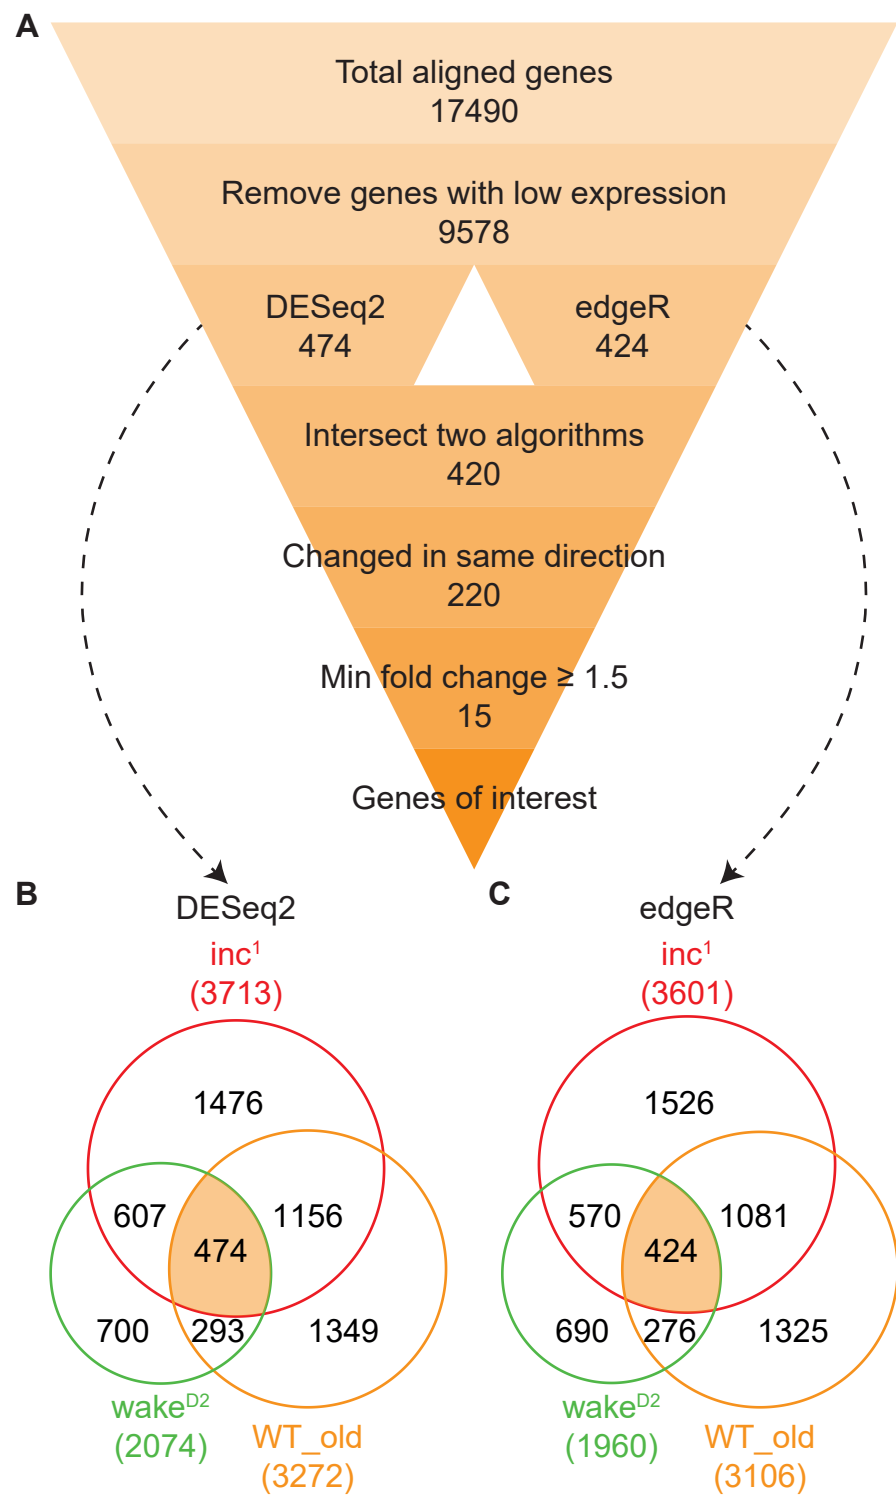 A
Total aligned genes
17490
Remove genes with low expression
9578
DESeq2
474
edgeR
424
Intersect two algorithms
420
Changed in same direction
220
Min fold change ≥ 1.5
15
Genes of interest
B
DESeq2
inc¹
(3713)
1476
607
1156
474
700
293
1349
wakeᴰ²
(2074)
WT_old
(3272)
C
edgeR
inc¹
(3601)
1526
570
1081
424
690
276
1325
wakeᴰ²
(1960)
WT_old
(3106)